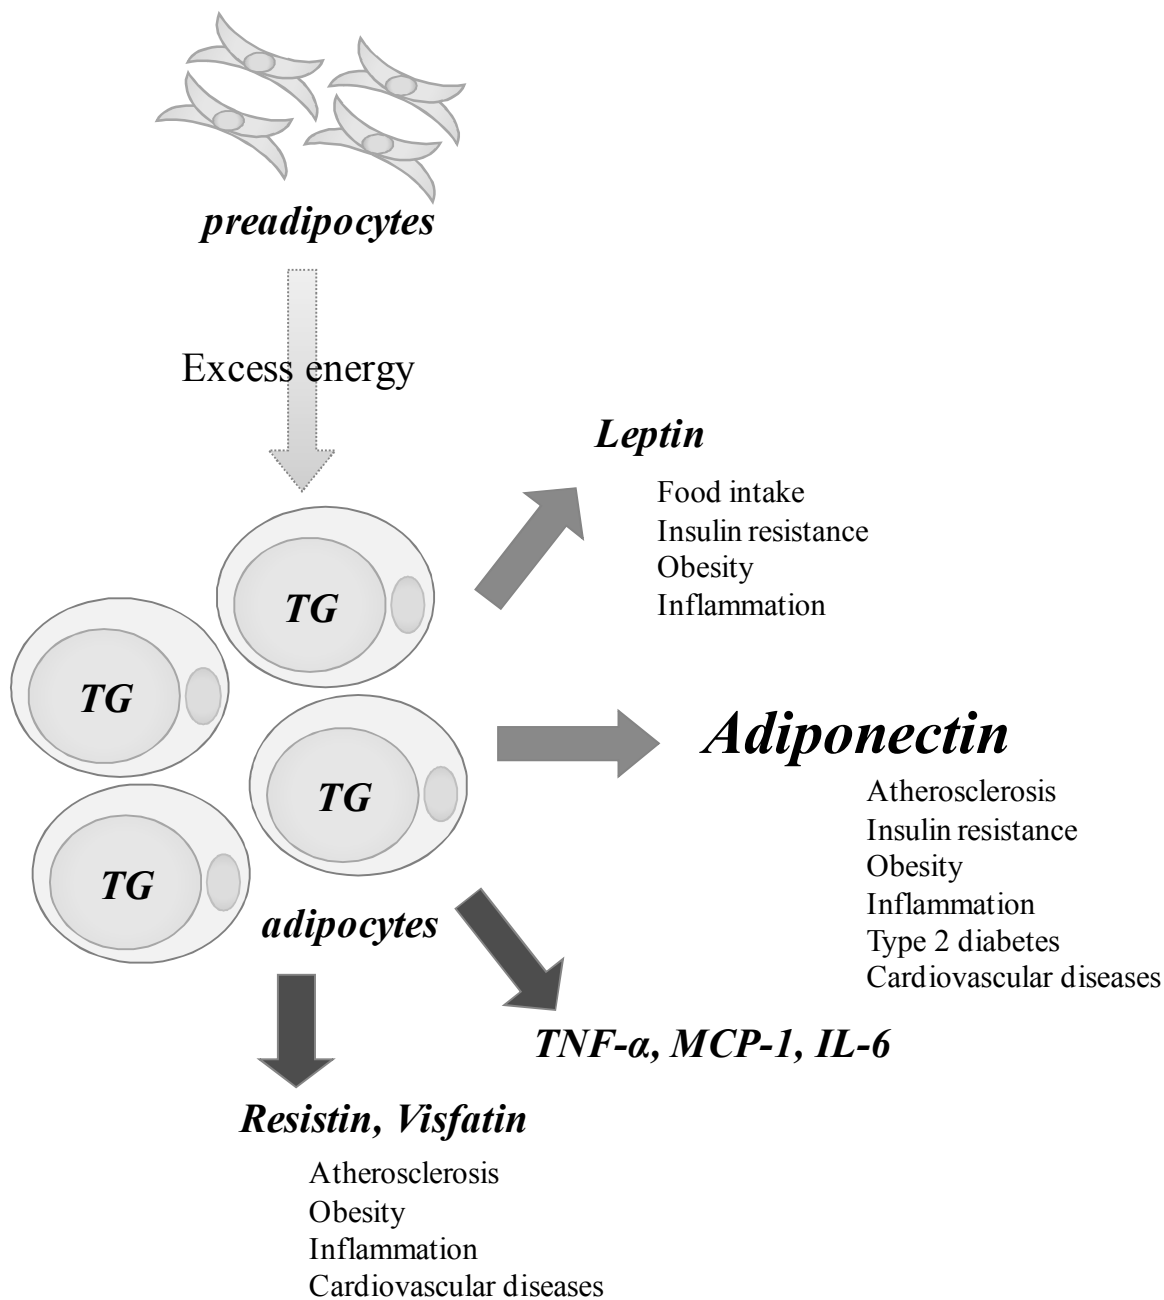 preadipocytes
Excess energy
Leptin
Food intake
Insulin resistance
Obesity
Inflammation
TG
TG
TG
TG
adipocytes
Adiponectin
Atherosclerosis
Insulin resistance
Obesity
Inflammation
Type 2 diabetes
Cardiovascular diseases
TNF-α, MCP-1, IL-6
Resistin, Visfatin
Atherosclerosis
Obesity
Inflammation
Cardiovascular diseases